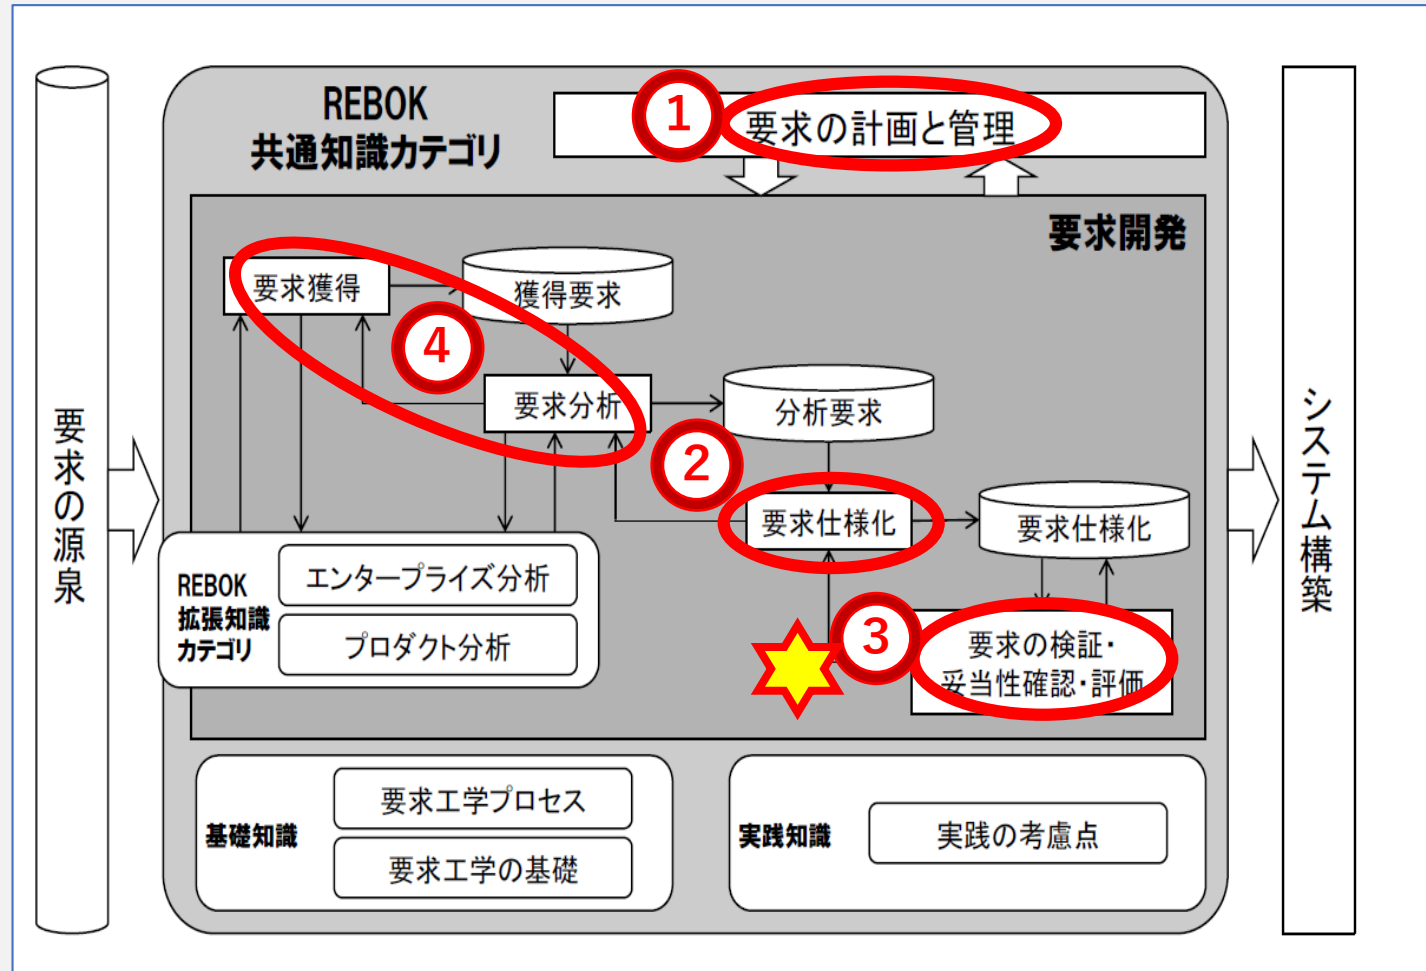 REBOK
共通知識カテゴリ
1
要求の計画と管理
要求開発
要求獲得
獲得要求
4
要求分析
分析要求
2
要求仕様化
要求仕様化
3
要求の検証・
妥当性確認・評価
REBOK
拡張知識
カテゴリ
エンタープライズ分析
プロダクト分析
要求の源泉
システム構築
基礎知識
要求工学プロセス
要求工学の基礎
実践知識
実践の考慮点